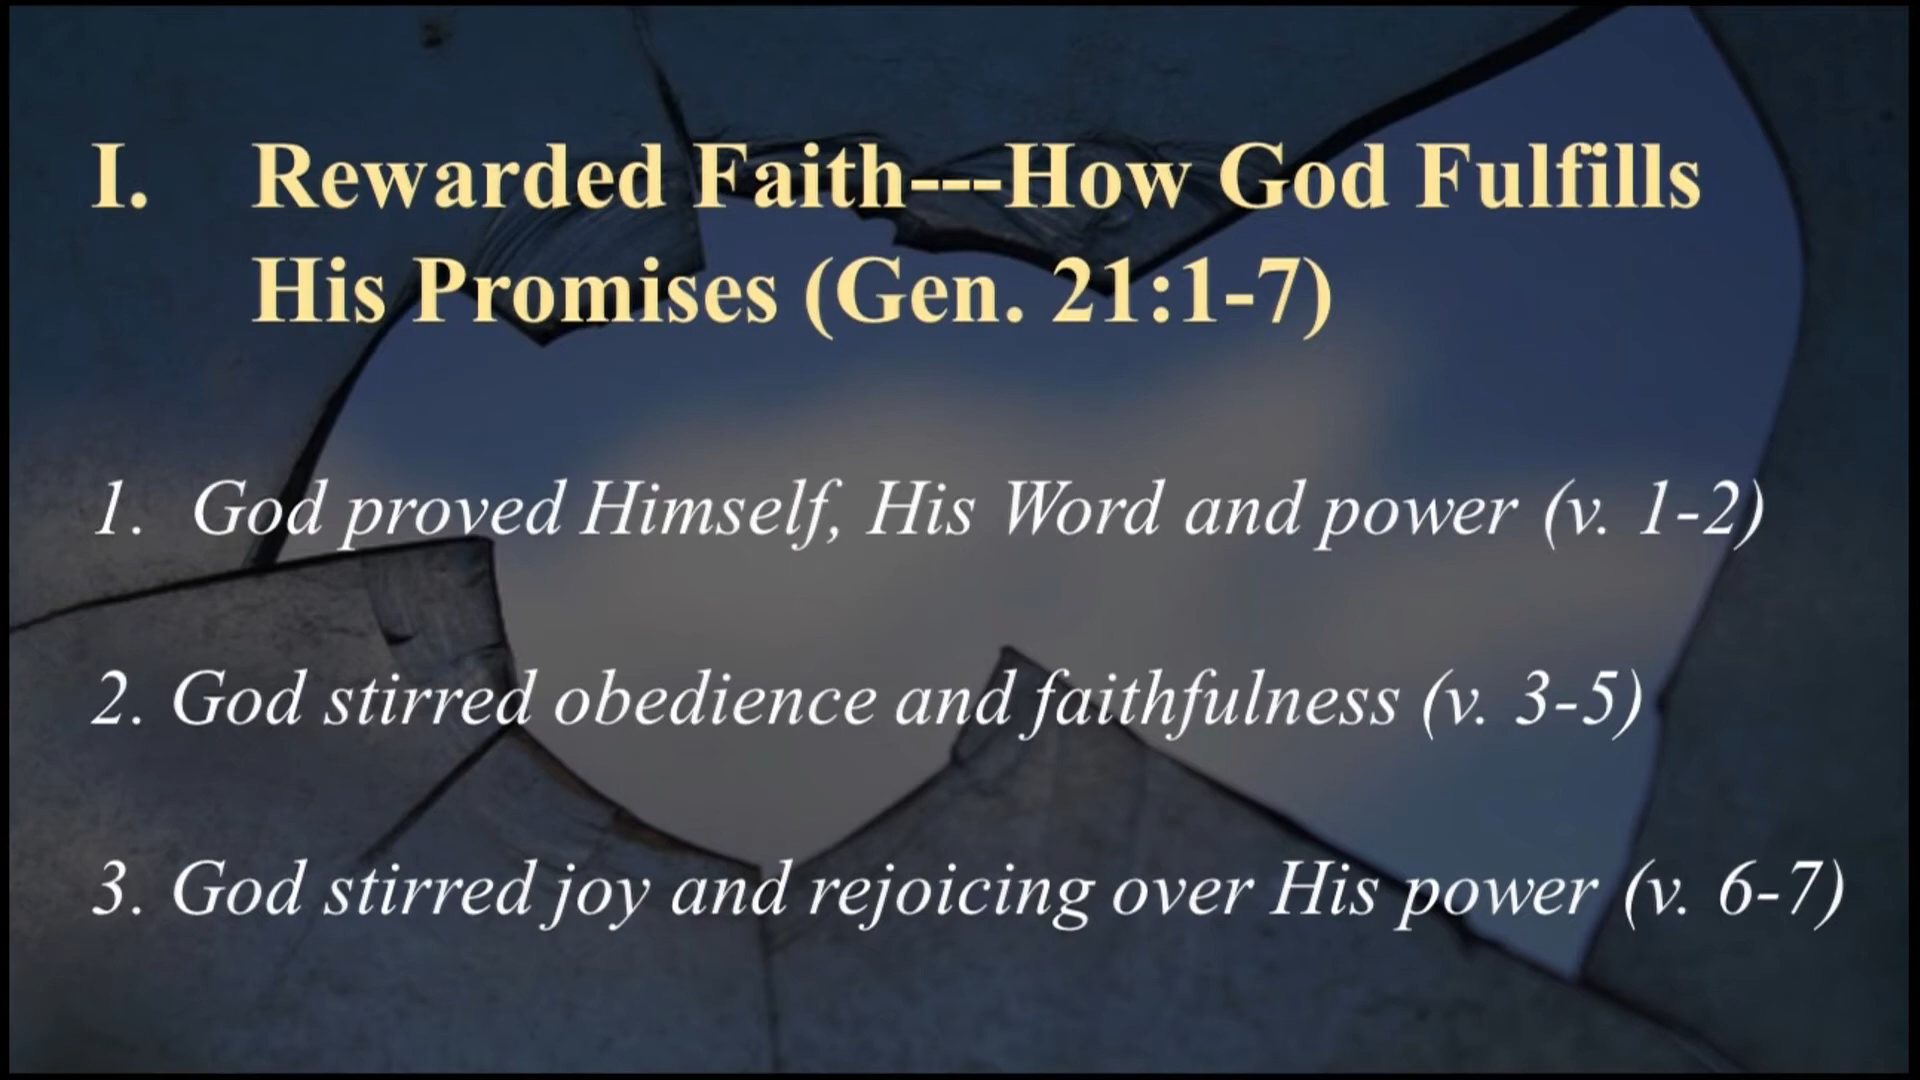 I. Rewarded Faith---How God Fulfills
His Promises (Gen. 21:1-7)
1. God proved Himself, His Word and power (v. 1-2)
2. God stirred obedience and faithfulness (v. 3-5)
3. God stirred joy and rejoicing over His power (v. 6-7)